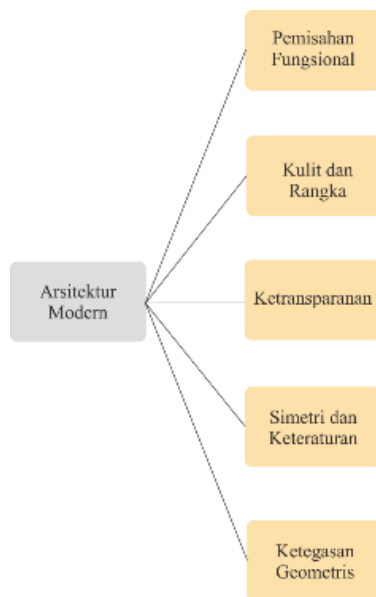 Pemisahan
Fungsional
Kulit dan
Rangka
Arsitektur
Modern
Ketransparanan
Simetri dan
Keteraturan
Ketegasan
Geometris